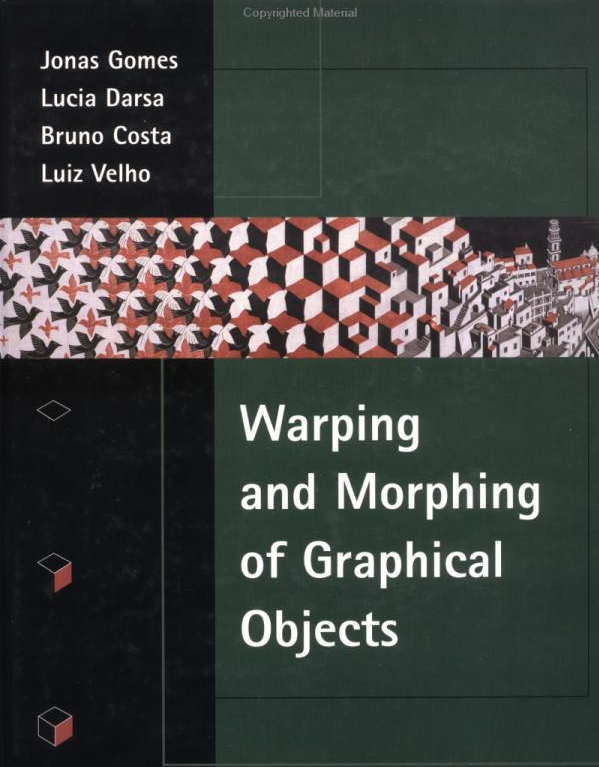 Copyrighted Material
Jonas Gomes
Lucia Darsa
Bruno Costa
Luiz Velho
Warping
and Morphing
of Graphical
Objects